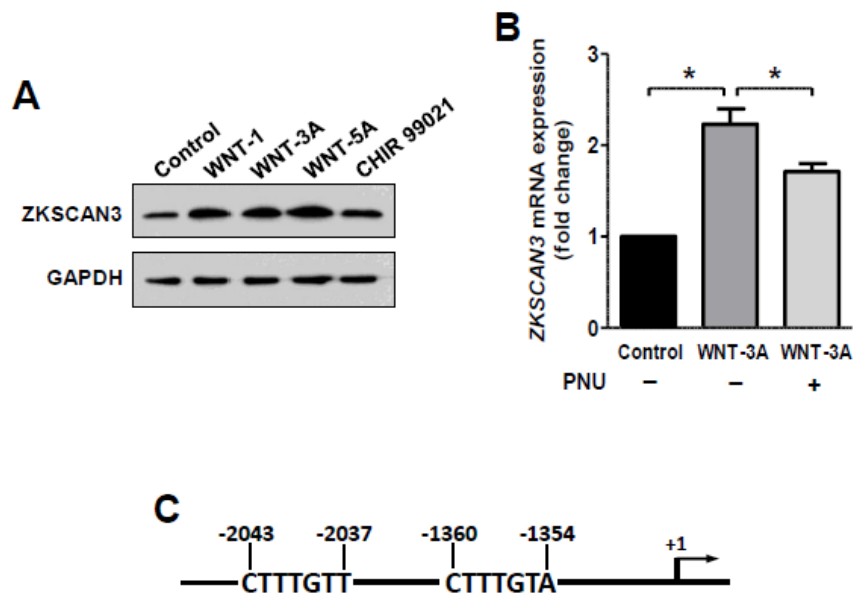 A
Control
WNT-1
WNT-3A
WNT-5A
CHIR 99021
ZKSCAN3
GAPDH
B
ZKSCAN3 mRNA expression
(fold change)
3
2
1
0
*
*
Control WNT-3A WNT-3A
PNU − − +
C
-2043 -2037 -1360 -1354 +1
CTTTGTT CTTTGTA